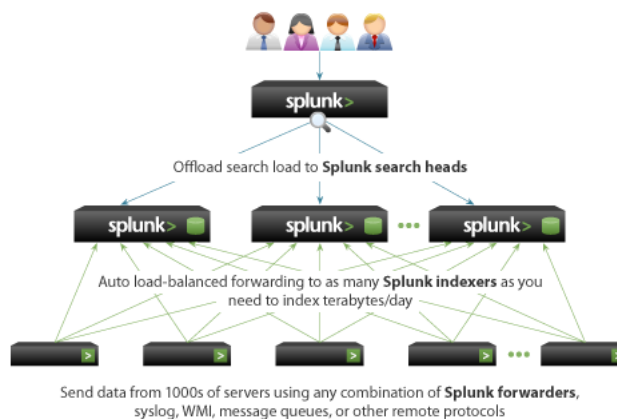 splunk>
Offload search load to Splunk search heads
splunk> splunk> splunk>
Auto load-balanced forwarding to as many Splunk indexers as you
need to index terabytes/day
> > > > >
Send data from 1000s of servers using any combination of Splunk forwarders,
syslog, WMI, message queues, or other remote protocols